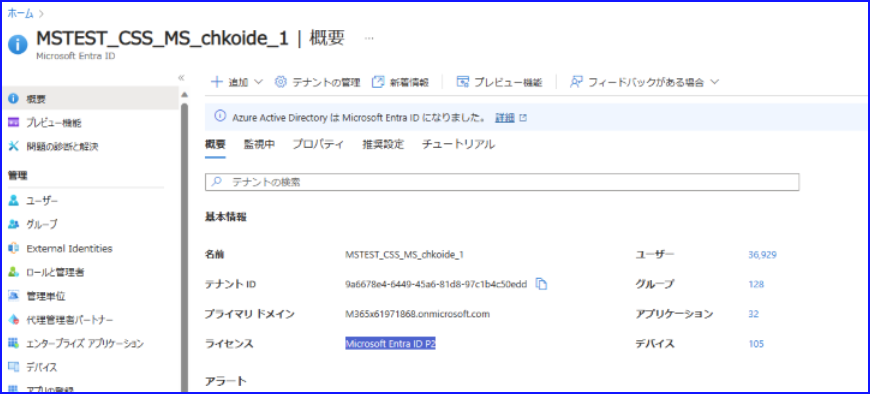 ホーム >
MSTEST_CSS_MS_chkoide_1 | 概要 ...
Microsoft Entra ID
«
+ 追加 テナントの管理 新着情報 プレビュー機能 フィードバックがある場合
概要
プレビュー機能
問題の診断と解決
管理
ユーザー
グループ
External Identities
ロールと管理者
管理単位
代理管理者パートナー
エンタープライズ アプリケーション
デバイス
アプリの登録
Azure Active Directory は Microsoft Entra ID になりました。 詳細
概要 監視中 プロパティ 推奨設定 チュートリアル
テナントの検索
基本情報
名前 MSTEST_CSS_MS_chkoide_1 ユーザー 36,929
テナント ID 9a6678e4-6449-45a6-81d8-97c1b4c50edd グループ 128
プライマリ ドメイン M365x61971868.onmicrosoft.com アプリケーション 32
ライセンス Microsoft Entra ID P2 デバイス 105
アラート